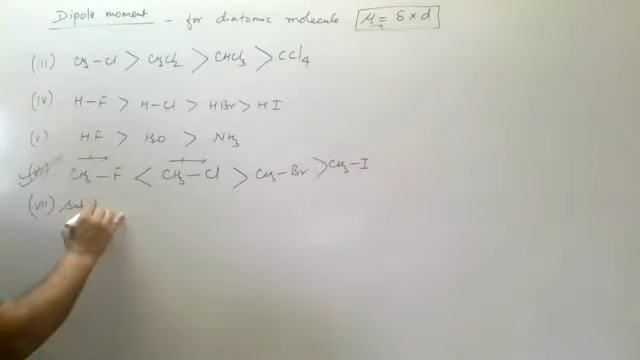 Dipole moment - for diatomic molecule μ = δ × d
(iii) CH3-Cl > CH2Cl2 > CHCl3 > CCl4
(iv) H-F > H-Cl > HBr > HI
(v) HF > H2O > NH3
(vi) CH3-F < CH3-Cl > CH3-Br > CH3-I
(vii)